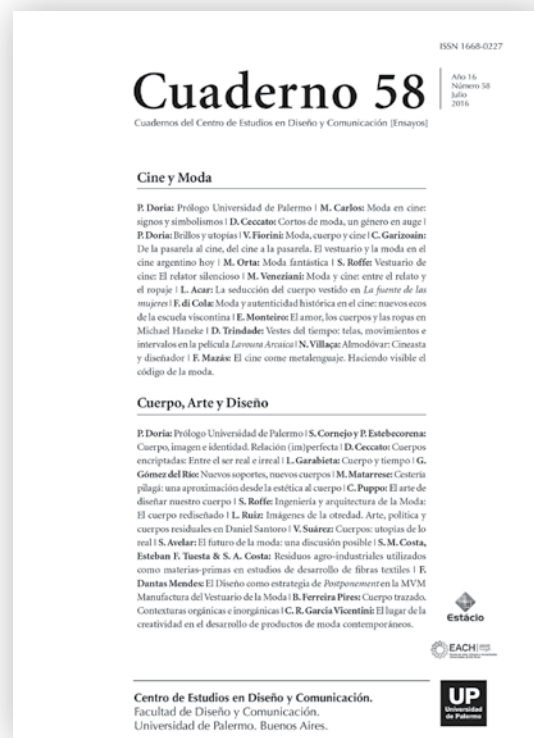 ISSN 1668-0227
Cuaderno 58
Año 16
Número 58
Julio
2016
Cuadernos del Centro de Estudios en Diseño y Comunicación [Ensayos]
Cine y Moda
P. Doria: Prólogo Universidad de Palermo | M. Carlos: Moda en cine:
signos y simbolismos | D. Ceccato: Cortos de moda, un género en auge |
P. Doria: Brillos y utopías | V. Fiorini: Moda, cuerpo y cine | C. Garizoain:
De la pasarela al cine, del cine a la pasarela. El vestuario y la moda en el
cine argentino hoy | M. Orta: Moda fantástica | S. Roffe: Vestuario de
cine: El relator silencioso | M. Veneziani: Moda y cine: entre el relato y
el ropaje | L. Acar: La seducción del cuerpo vestido en La fuente de las
mujeres | F. di Cola: Moda y autenticidad histórica en el cine: nuevos ecos
de la escuela viscontina | E. Monteiro: El amor, los cuerpos y las ropas en
Michael Haneke | D. Trindade: Vestes del tiempo: telas, movimientos e
intervalos en la película Lavoura Arcaica | N. Villaça: Almodóvar: Cineasta
y diseñador | F. Mazás: El cine come metalenguaje. Haciendo visible el
código de la moda.
Cuerpo, Arte y Diseño
P. Doria: Prólogo Universidad de Palermo | S. Cornejo y P. Estebecorena:
Cuerpo, imagen e identidad. Relación (im)perfecta | D. Ceccato: Cuerpos
encriptadas: Entre el ser real e irreal | L. Garabieta: Cuerpo y tiempo | G.
Gómez del Río: Nuevos soportes, nuevos cuerpos | M. Matarrese: Cestería
pilagá: una aproximación desde la estética al cuerpo | C. Puppo: El arte de
diseñar nuestro cuerpo | S. Roffe: Ingeniería y arquitectura de la Moda:
El cuerpo rediseñado | L. Ruiz: Imágenes de la otredad. Arte, política y
cuerpos residuales en Daniel Santoro | V. Suárez: Cuerpos: utopías de lo
real | S. Avelar: El futuro de la moda: una discusión posible | S. M. Costa,
Esteban F. Tuesta & S. A. Costa: Residuos agro-industriales utilizados
como materias-primas en estudios de desarrollo de fibras textiles | F.
Dantas Mendes: El Diseño como estrategia de Postponement en la MVM
Manufactura del Vestuario de la Moda | B. Ferreira Pires: Cuerpo trazado.
Contexturas orgánicas e inorgánicas | C. R. Garcia Vicentini: El lugar de la
creatividad en el desarrollo de productos de moda contemporáneos.
Estácio
EACH
Centro de Estudios en Diseño y Comunicación.
Facultad de Diseño y Comunicación.
Universidad de Palermo. Buenos Aires.
UP
Universidad
de Palermo